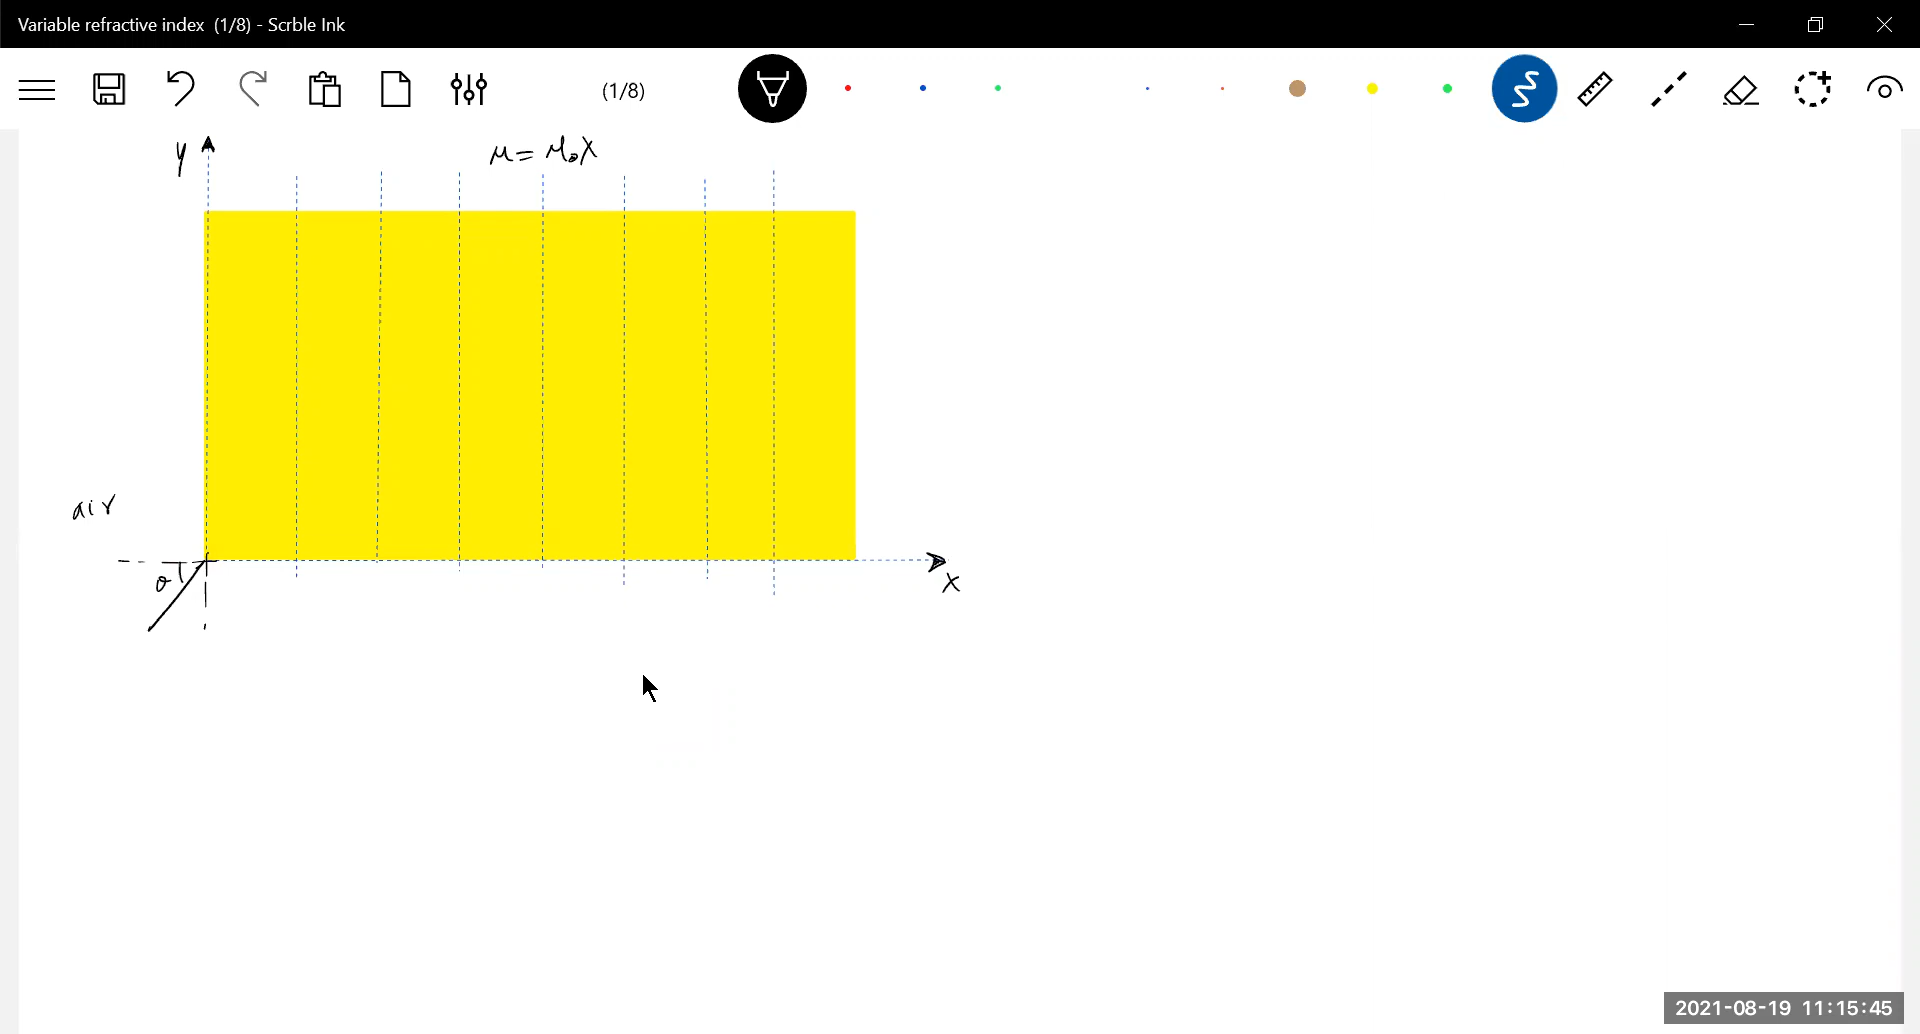 Variable refractive index (1/8) - Scrble Ink
(1/8)
y
μ = μ₀x
air
θ
x
2021-08-19 11:15:45